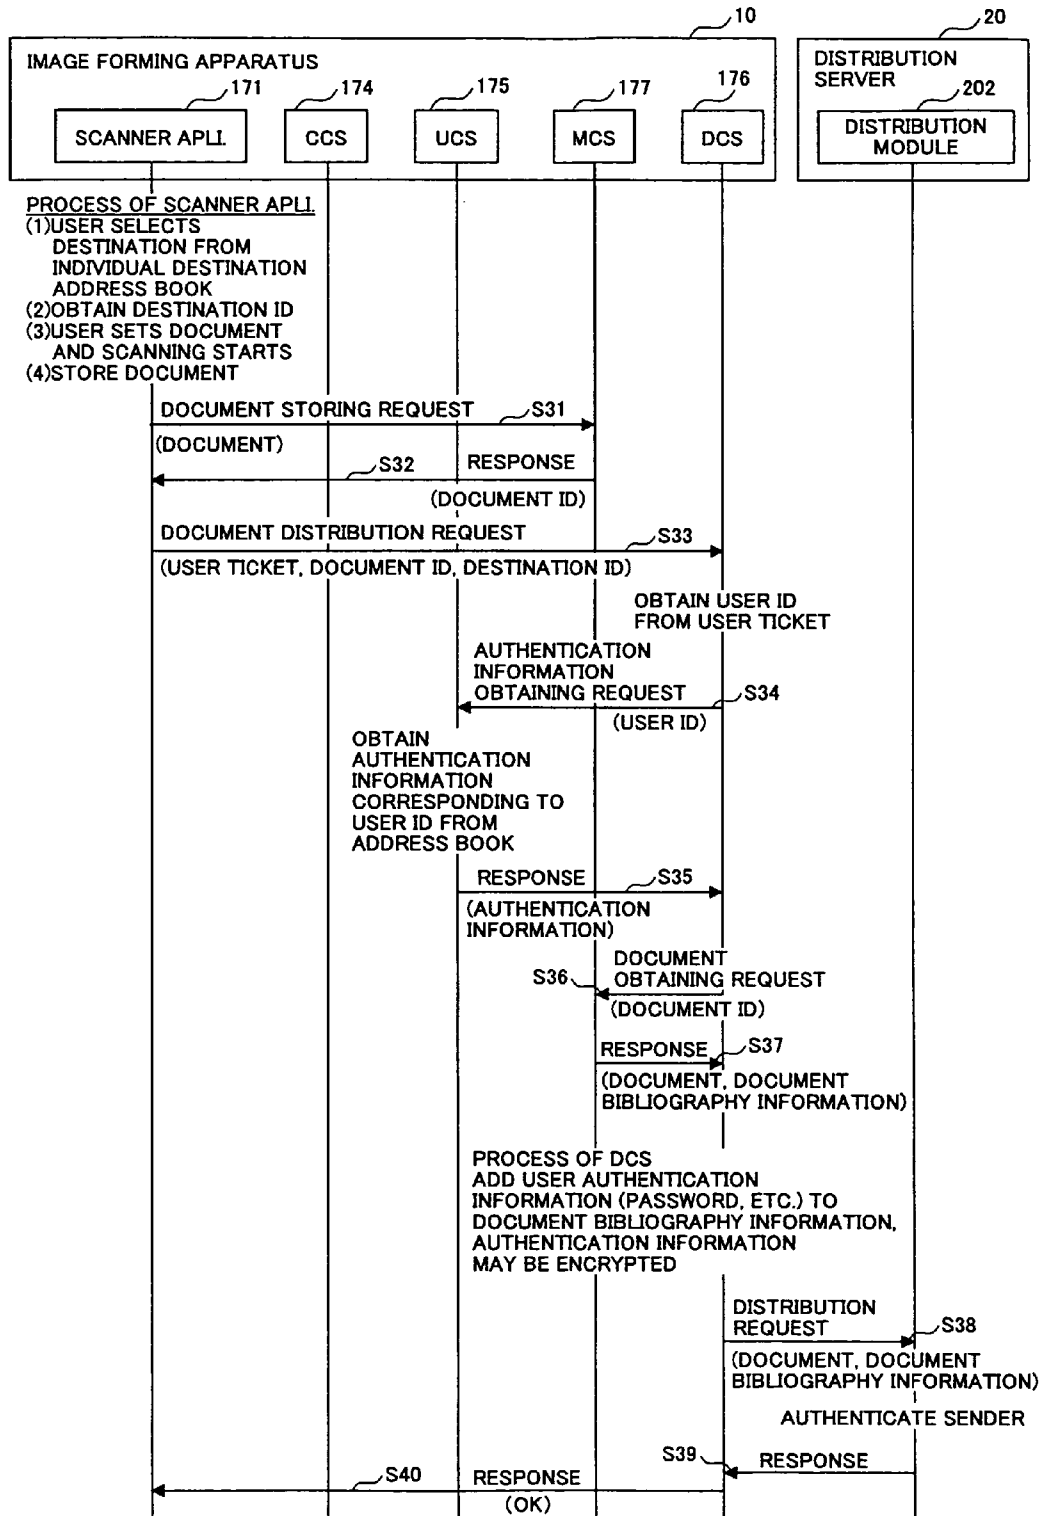 10
20
IMAGE FORMING APPARATUS
DISTRIBUTION
SERVER
171
174
175
177
176
202
SCANNER APLI.
CCS
UCS
MCS
DCS
DISTRIBUTION
MODULE
PROCESS OF SCANNER APLI.
(1)USER SELECTS
DESTINATION FROM
INDIVIDUAL DESTINATION
ADDRESS BOOK
(2)OBTAIN DESTINATION ID
(3)USER SETS DOCUMENT
AND SCANNING STARTS
(4)STORE DOCUMENT
DOCUMENT STORING REQUEST
S31
(DOCUMENT)
S32
RESPONSE
(DOCUMENT ID)
DOCUMENT DISTRIBUTION REQUEST
S33
(USER TICKET, DOCUMENT ID, DESTINATION ID)
OBTAIN USER ID
FROM USER TICKET
AUTHENTICATION
INFORMATION
OBTAINING REQUEST
S34
(USER ID)
OBTAIN
AUTHENTICATION
INFORMATION
CORRESPONDING TO
USER ID FROM
ADDRESS BOOK
RESPONSE
S35
(AUTHENTICATION
INFORMATION)
DOCUMENT
OBTAINING REQUEST
S36
(DOCUMENT ID)
RESPONSE
S37
(DOCUMENT, DOCUMENT
BIBLIOGRAPHY INFORMATION)
PROCESS OF DCS
ADD USER AUTHENTICATION
INFORMATION (PASSWORD, ETC.) TO
DOCUMENT BIBLIOGRAPHY INFORMATION,
AUTHENTICATION INFORMATION
MAY BE ENCRYPTED
DISTRIBUTION
REQUEST
S38
(DOCUMENT, DOCUMENT
BIBLIOGRAPHY INFORMATION)
AUTHENTICATE SENDER
S39
RESPONSE
S40
RESPONSE
(OK)